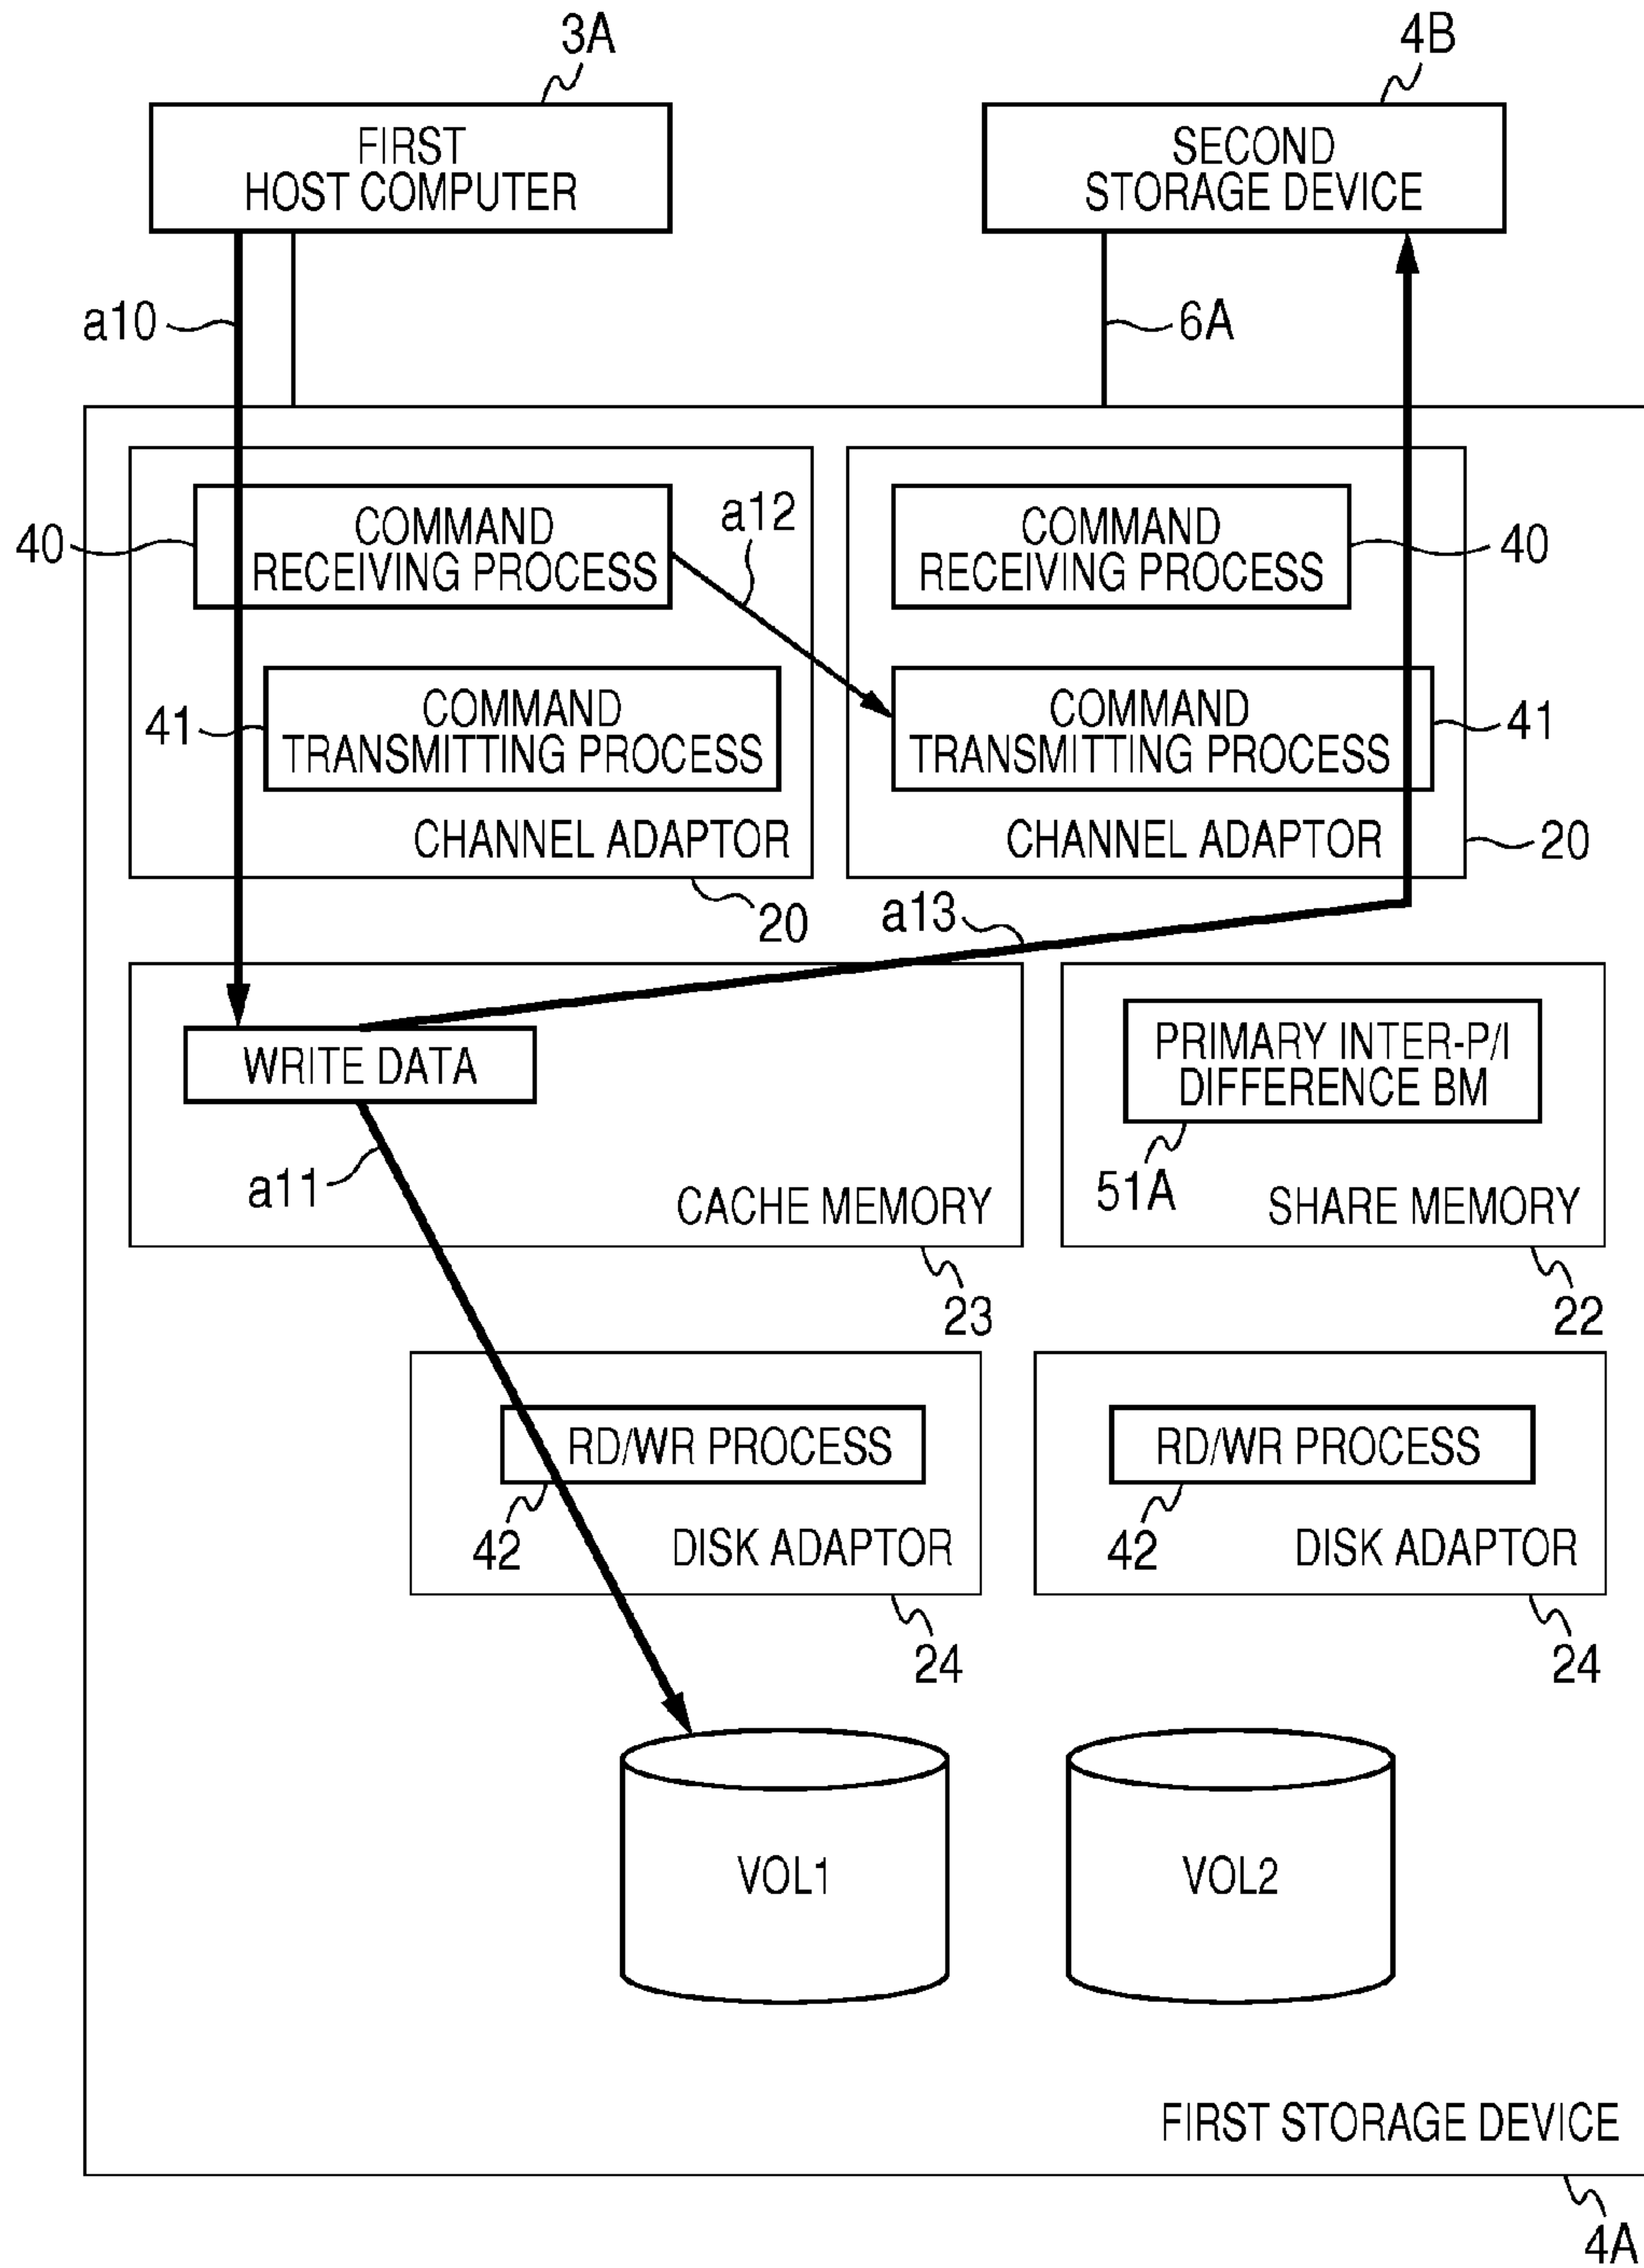 3A
4B
FIRST
HOST COMPUTER
SECOND
STORAGE DEVICE
a10
6A
COMMAND
RECEIVING PROCESS
a12
COMMAND
RECEIVING PROCESS
40
40
COMMAND
TRANSMITTING PROCESS
COMMAND
TRANSMITTING PROCESS
41
41
CHANNEL ADAPTOR
CHANNEL ADAPTOR
20
20
a13
WRITE DATA
PRIMARY INTER-P/I
DIFFERENCE BM
a11
51A
CACHE MEMORY
SHARE MEMORY
23
22
RD/WR PROCESS
RD/WR PROCESS
42
DISK ADAPTOR
42
DISK ADAPTOR
24
24
VOL1
VOL2
FIRST STORAGE DEVICE
4A